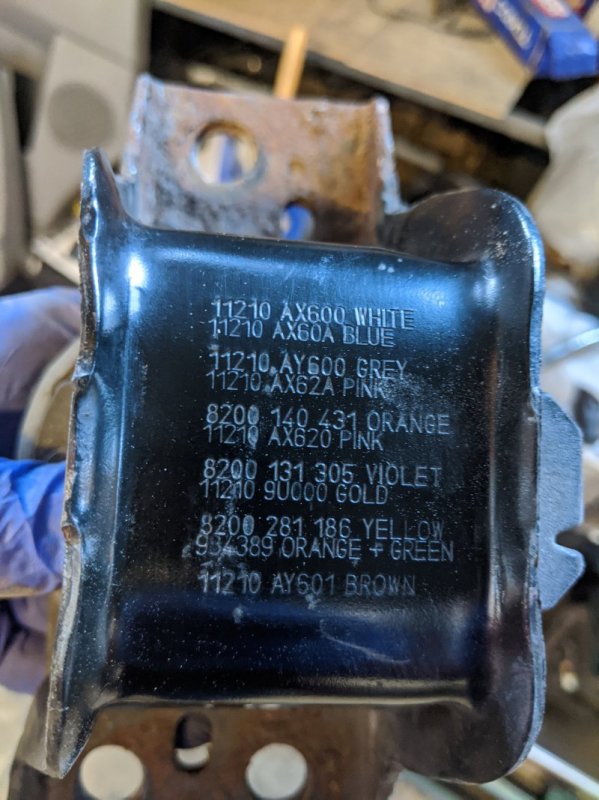 11210 AX600 WHITE
11210 AX60A BLUE
11210 AY600 GREY
11210 AX62A PINK
8200 140 431 ORANGE
11210 AX620 PINK
8200 131 305 VIOLET
11210 9U000 GOLD
8200 281 186 YELLOW
934389 ORANGE + GREEN
11210 AY601 BROWN